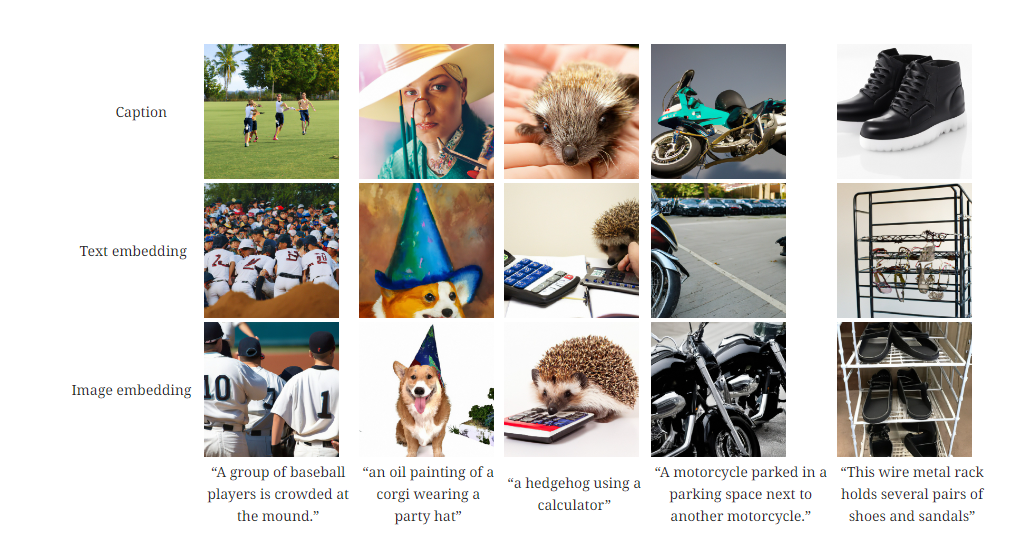 Caption
Text embedding
Image embedding
10
1
“A group of baseball
players is crowded at
the mound.”
“an oil painting of a
corgi wearing a
party hat”
“a hedgehog using a
calculator”
“A motorcycle parked in a
parking space next to
another motorcycle.”
“This wire metal rack
holds several pairs of
shoes and sandals”